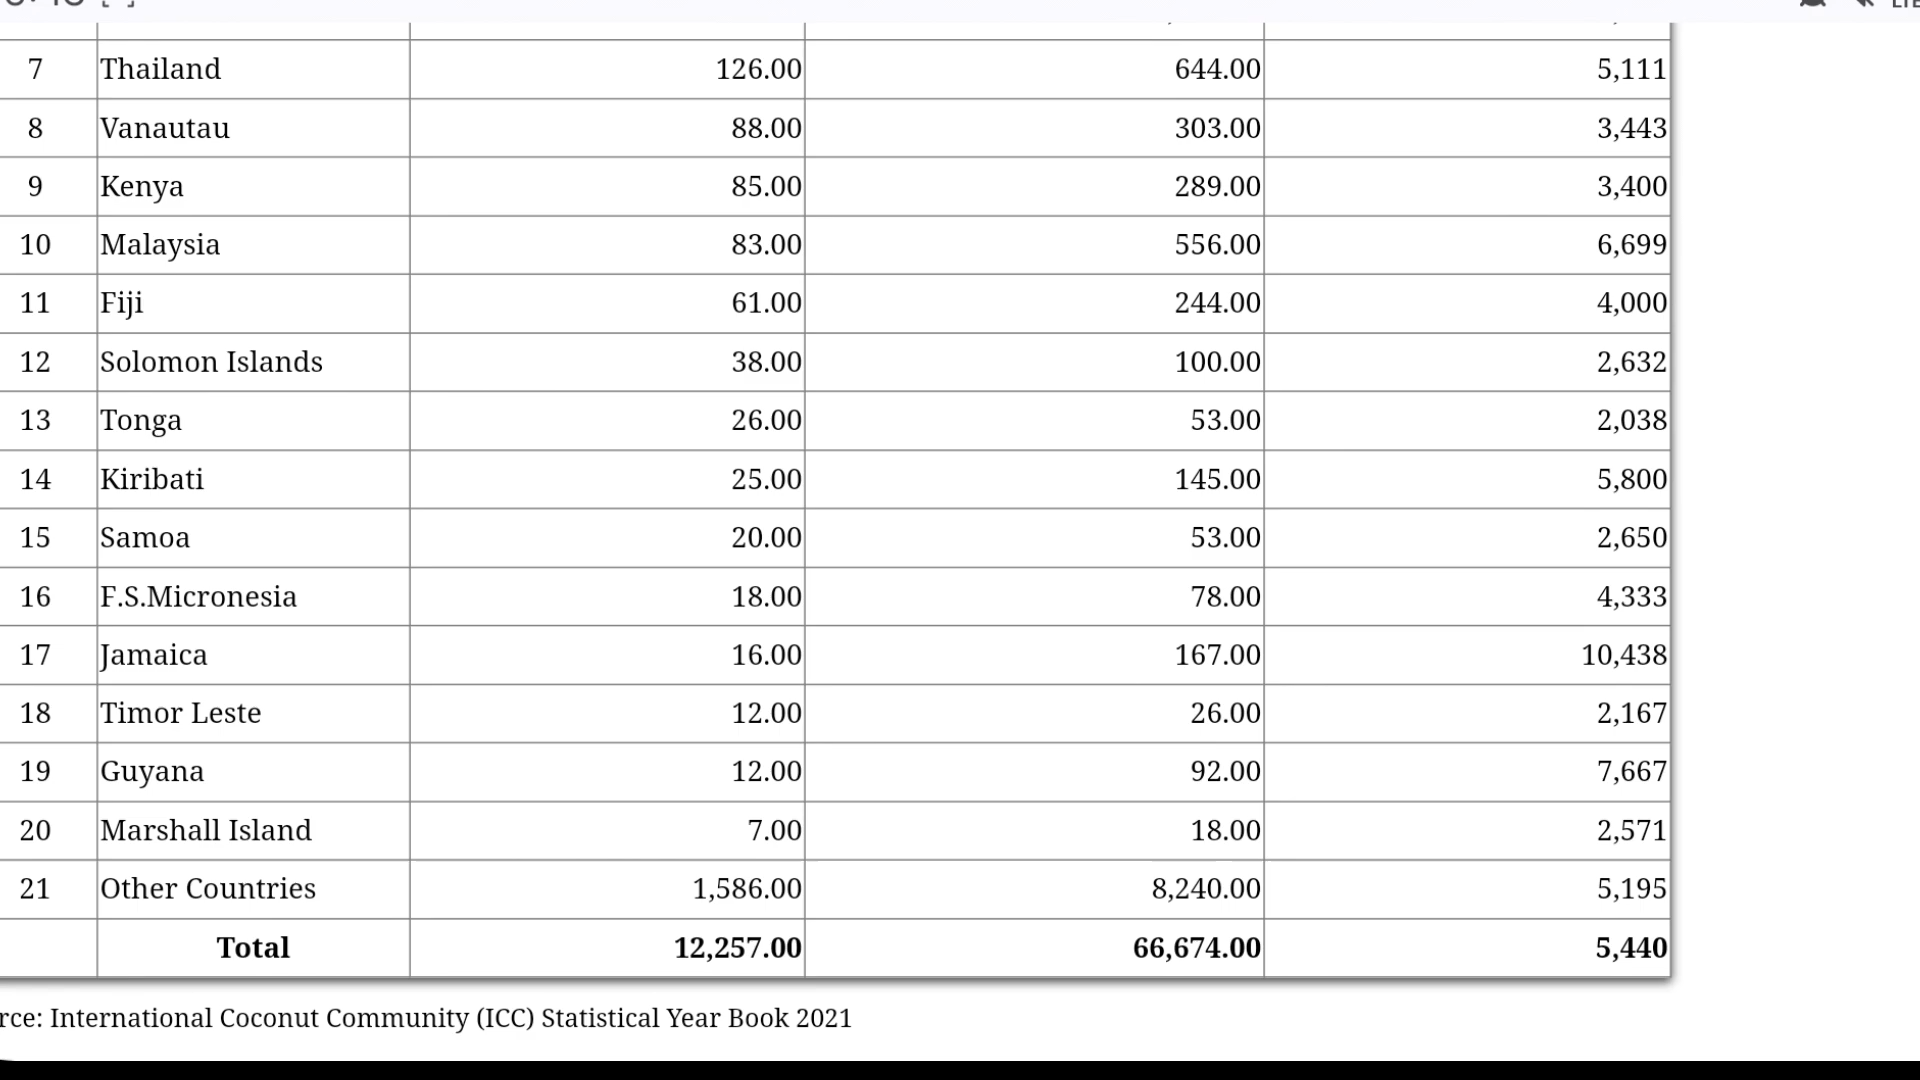 7 Thailand 126.00 644.00 5,111
8 Vanautau 88.00 303.00 3,443
9 Kenya 85.00 289.00 3,400
10 Malaysia 83.00 556.00 6,699
11 Fiji 61.00 244.00 4,000
12 Solomon Islands 38.00 100.00 2,632
13 Tonga 26.00 53.00 2,038
14 Kiribati 25.00 145.00 5,800
15 Samoa 20.00 53.00 2,650
16 F.S.Micronesia 18.00 78.00 4,333
17 Jamaica 16.00 167.00 10,438
18 Timor Leste 12.00 26.00 2,167
19 Guyana 12.00 92.00 7,667
20 Marshall Island 7.00 18.00 2,571
21 Other Countries 1,586.00 8,240.00 5,195
Total 12,257.00 66,674.00 5,440
rce: International Coconut Community (ICC) Statistical Year Book 2021